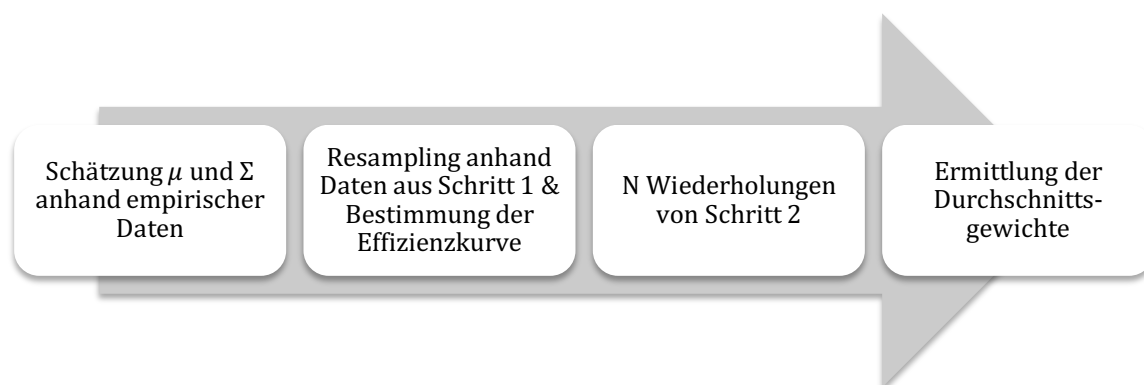 Schätzung μ und Σ
anhand empirischer
Daten
Resampling anhand
Daten aus Schritt 1 &
Bestimmung der
Effizienzkurve
N Wiederholungen
von Schritt 2
Ermittlung der
Durchschnitts-
gewichte